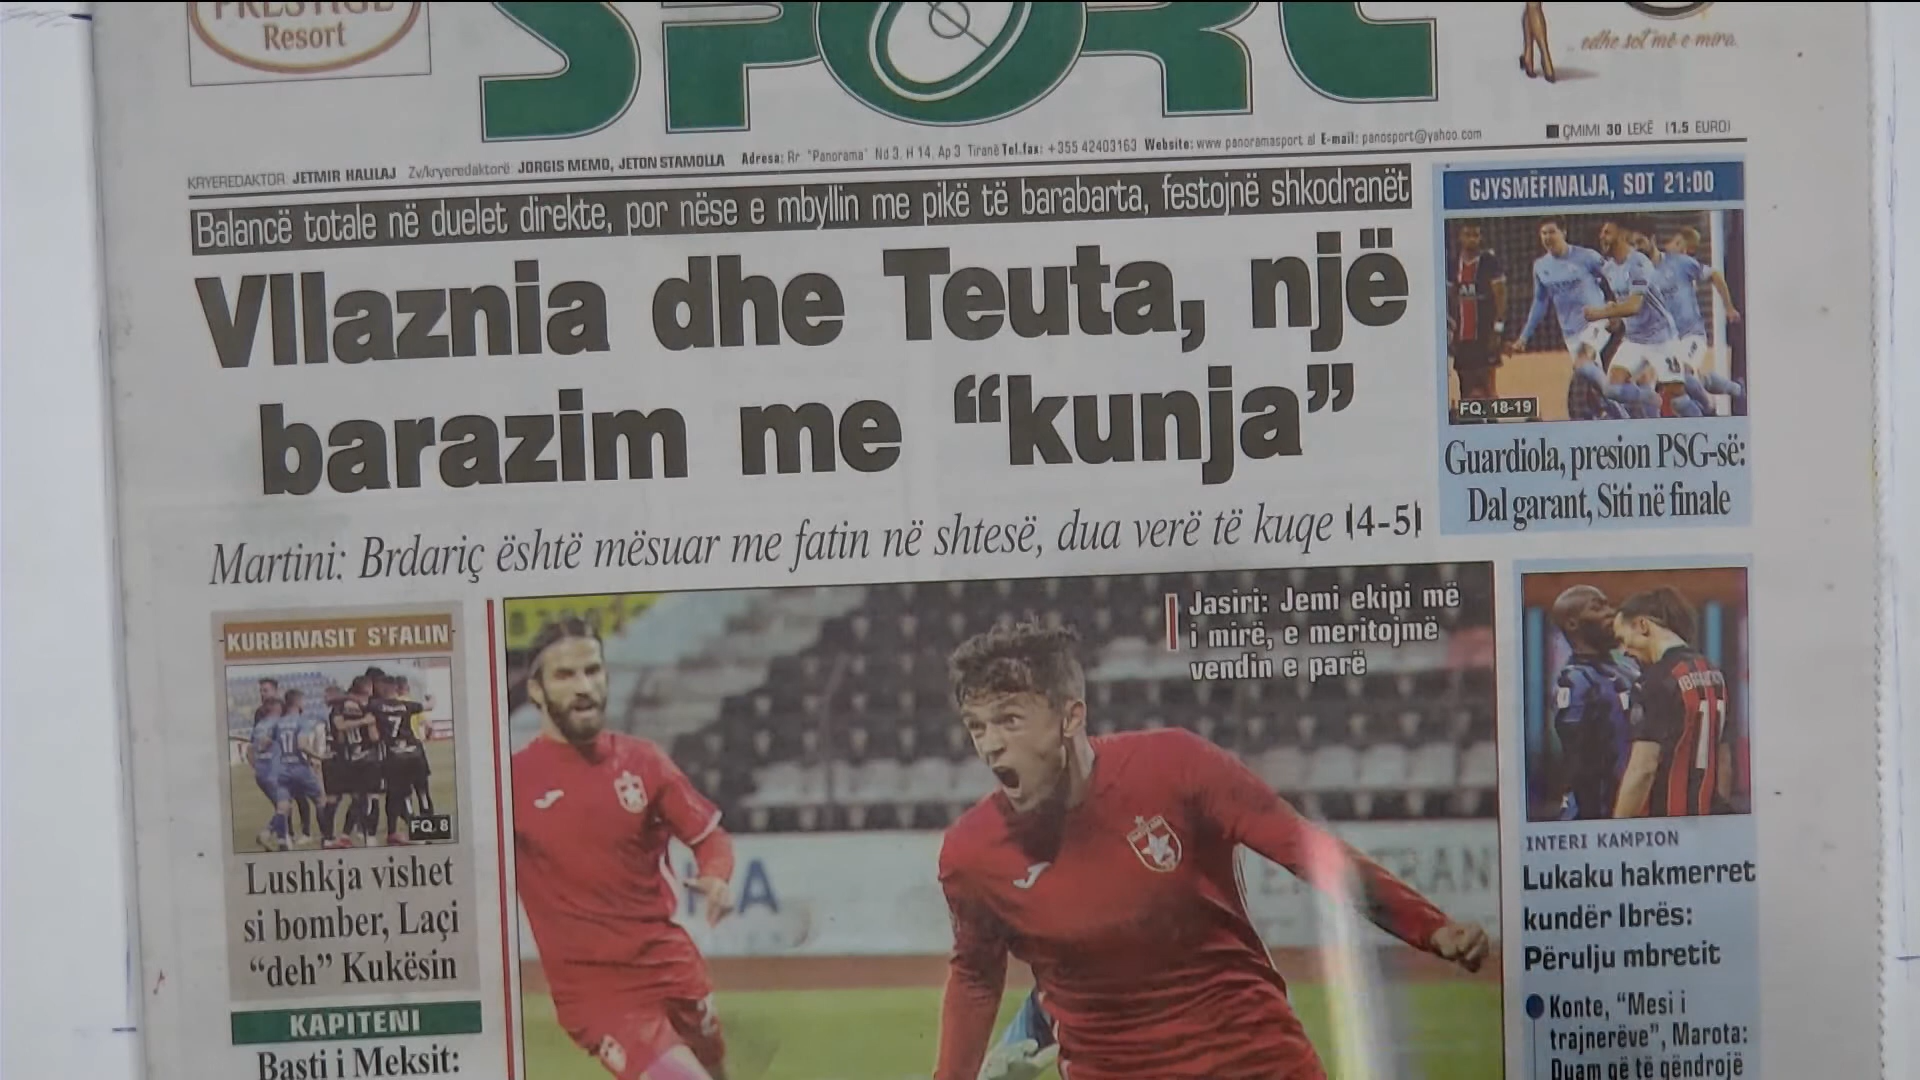 PRESTIGE
Resort
SPORT
.. edhe sot më e mira.
KRYEREDAKTOR JETMIR HALILAJ Zv/kryeredaktorë JORGIS MEMO, JETON STAMOLLA Adresa: Rr "Panorama" Nd 3, H 14, Ap 3 Tiranë Tel.fax: +355 42403163 Website: www panoramasport al E-mail: panosport@yahoo.com
ÇMIMI 30 LEKË (1.5 EURO)
Balancë totale në duelet direkte, por nëse e mbyllin me pikë të barabarta, festojnë shkodranët
Vllaznia dhe Teuta, një
barazim me “kunja”
Martini: Brdariç është mësuar me fatin në shtesë, dua verë të kuqe |4-5|
GJYSMËFINALJA, SOT 21:00
FQ. 18-19
Guardiola, presion PSG-së:
Dal garant, Siti në finale
KURBINASIT S'FALIN
17
10
7
FQ. 8
Lushkja vishet
si bomber, Laçi
“deh” Kukësin
KAPITENI
Basti i Meksit:
Jasiri: Jemi ekipi më
i mirë, e meritojmë
vendin e parë
11
INTERI KAMPION
Lukaku hakmerret
kundër Ibrës:
Përulju mbretit
Konte, “Mesi i
trajnerëve”, Marota:
Duam që të qëndrojë